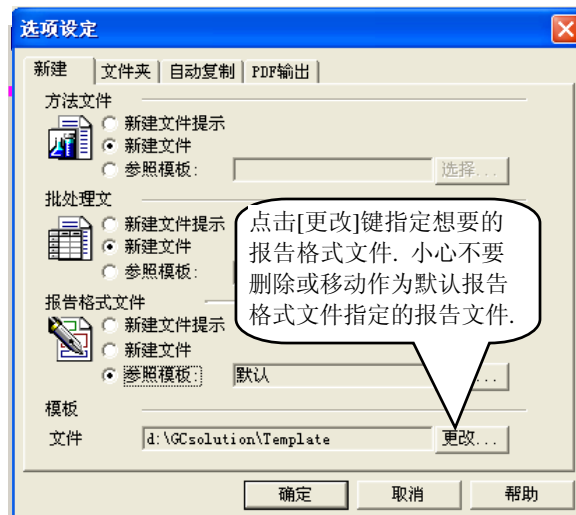 选项设定
新建 文件夹 自动复制 PDF输出
方法文件
新建文件提示
新建文件
参照模板: 选择...
批处理文
新建文件提示
新建文件
参照模板:
点击[更改]键指定想要的
报告格式文件. 小心不要
删除或移动作为默认报告
格式文件指定的报告文件.
报告格式文件
新建文件提示
新建文件
参照模板: 默认 ...
模板
文件 d:\GCsolution\Template 更改...
确定 取消 帮助